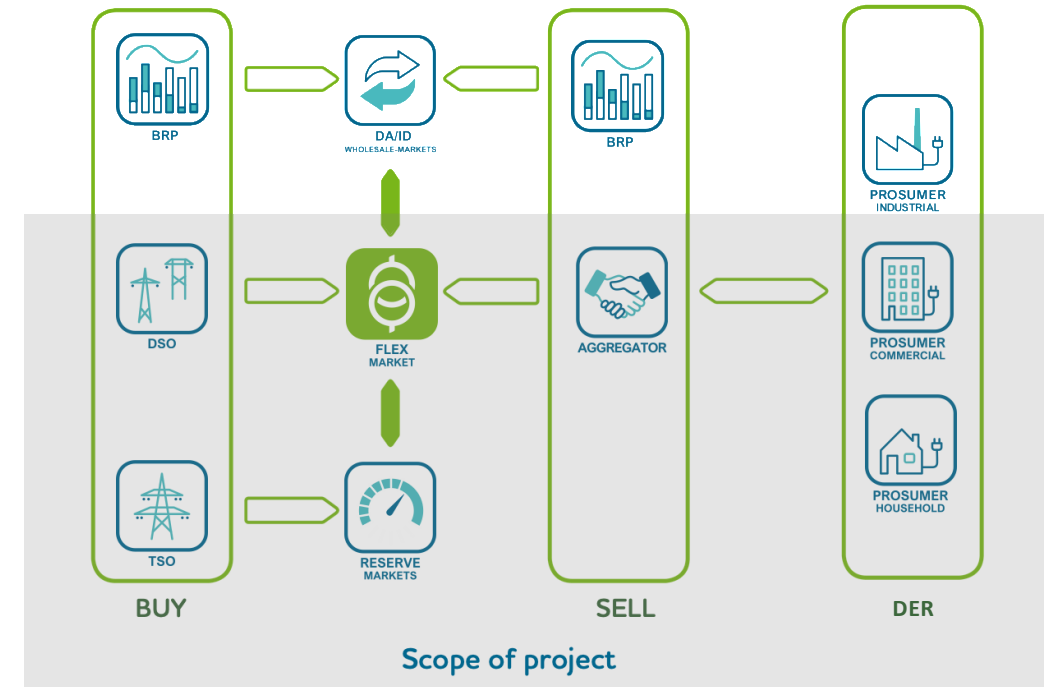 BRP
DA/ID
WHOLESALE-MARKETS
BRP
PROSUMER
INDUSTRIAL
DSO
FLEX
MARKET
AGGREGATOR
PROSUMER
COMMERCIAL
PROSUMER
HOUSEHOLD
TSO
RESERVE
MARKETS
BUY
SELL
DER
Scope of project